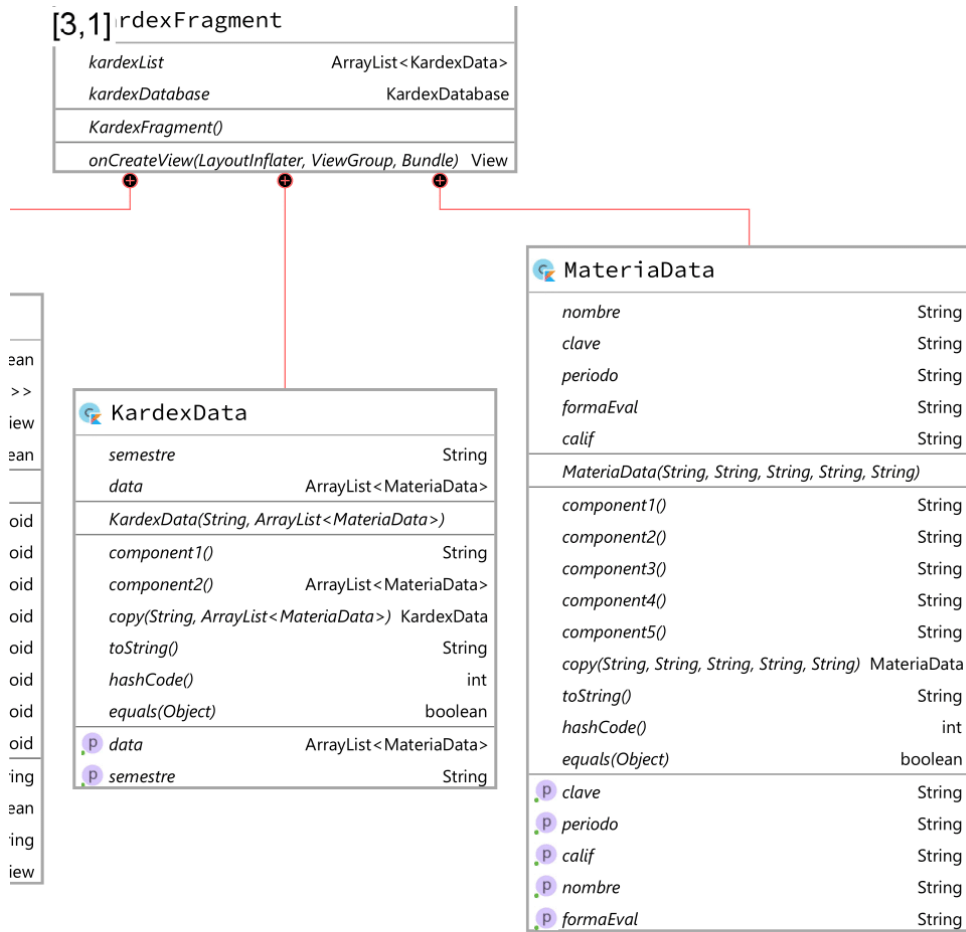 [3,1] rdexFragment
kardexList ArrayList<KardexData>
kardexDatabase KardexDatabase
KardexFragment()
onCreateView(LayoutInflater, ViewGroup, Bundle) View
ean
>>
iew
ean
oid
oid
oid
oid
oid
oid
oid
oid
ring
ean
ring
iew
KardexData
semestre String
data ArrayList<MateriaData>
KardexData(String, ArrayList<MateriaData>)
component1() String
component2() ArrayList<MateriaData>
copy(String, ArrayList<MateriaData>) KardexData
toString() String
hashCode() int
equals(Object) boolean
p data ArrayList<MateriaData>
p semestre String
MateriaData
nombre String
clave String
periodo String
formaEval String
calif String
MateriaData(String, String, String, String, String)
component1() String
component2() String
component3() String
component4() String
component5() String
copy(String, String, String, String, String) MateriaData
toString() String
hashCode() int
equals(Object) boolean
p clave String
p periodo String
p calif String
p nombre String
p formaEval String